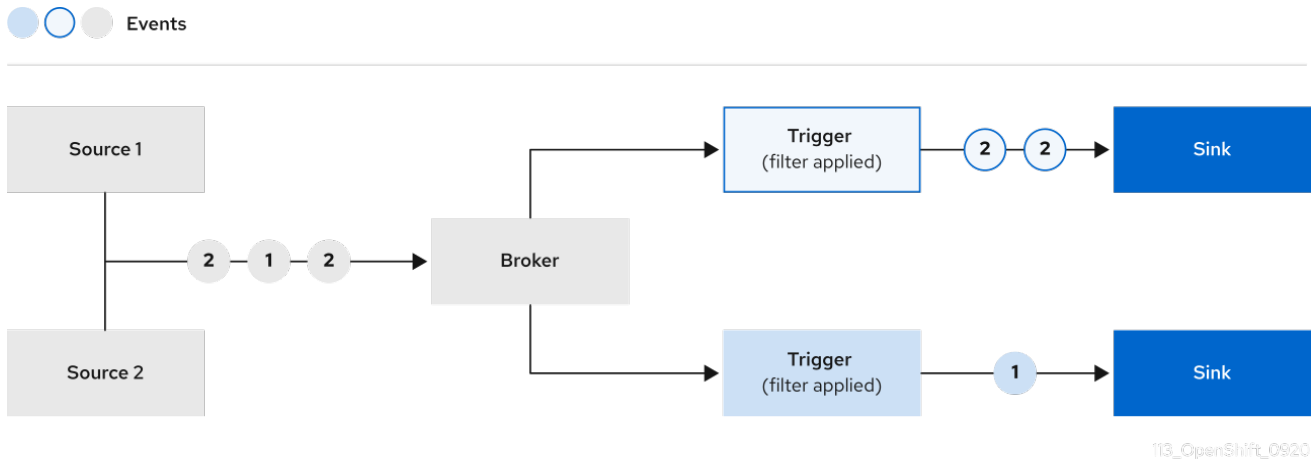 Events
Source 1
Source 2
2 1 2
Broker
Trigger
(filter applied)
2 2
Sink
Trigger
(filter applied)
1
Sink
113_OpenShift_0920